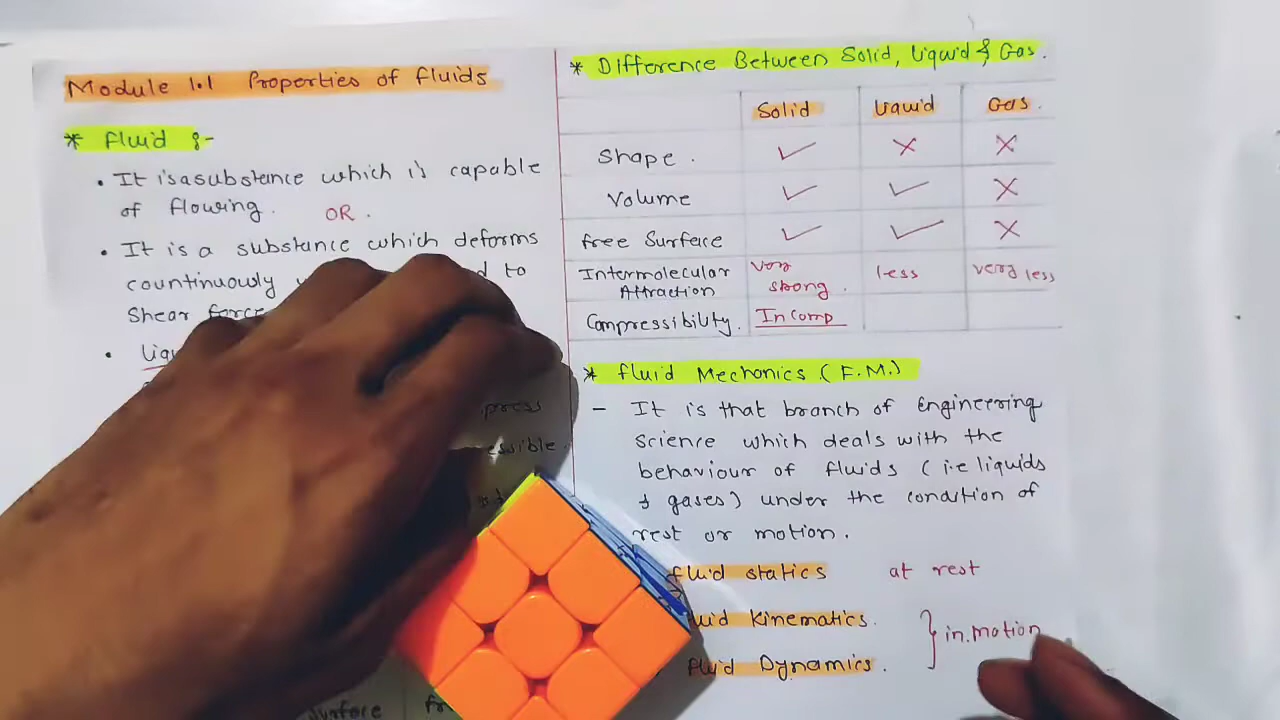 Module 1.1 Properties of fluids
* fluid :-
• It is a substance which is capable
of flowing. OR.
• It is a substance which deforms
countinuously
d to
Shear force
•
press
essible.
* Difference Between Solid, liquid & Gas.
Solid liquid Gas.
Shape. ✓ × ×
Volume ✓ ✓ ×
free Surface ✓ ✓ ×
Intermolecular Attraction very strong. less very less
Compressibility. Incomp
* fluid Mechanics (F.M.)
– It is that branch of Engineering
science which deals with the
behaviour of fluids (i.e liquids
& gases) under the condition of
rest or motion.
fluid statics at rest
luid Kinematics. } in.motion
fluid Dynamics.